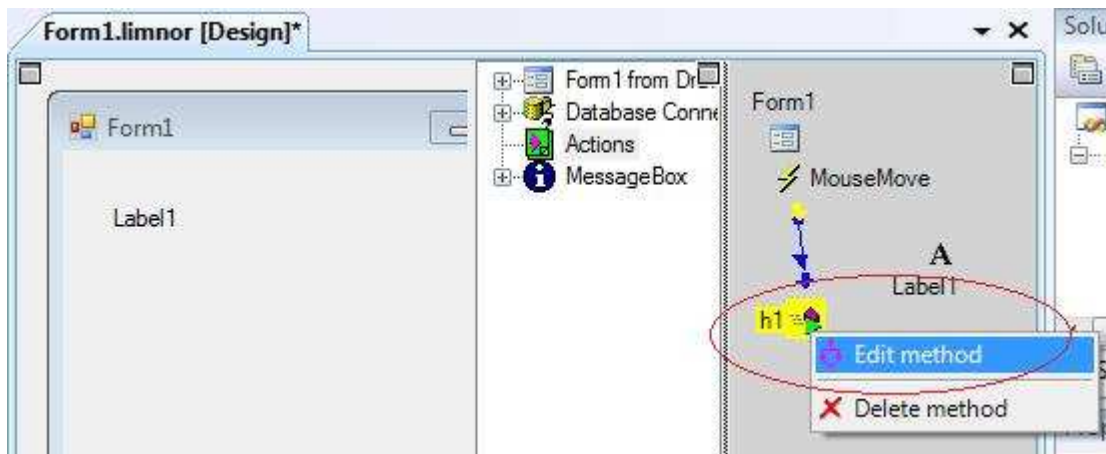 Form1.limnor [Design]*
Solu
Form1
Label1
Form1 from Dra
Database Conne
Actions
MessageBox
Form1
MouseMove
A
Label1
h1
Edit method
Delete method